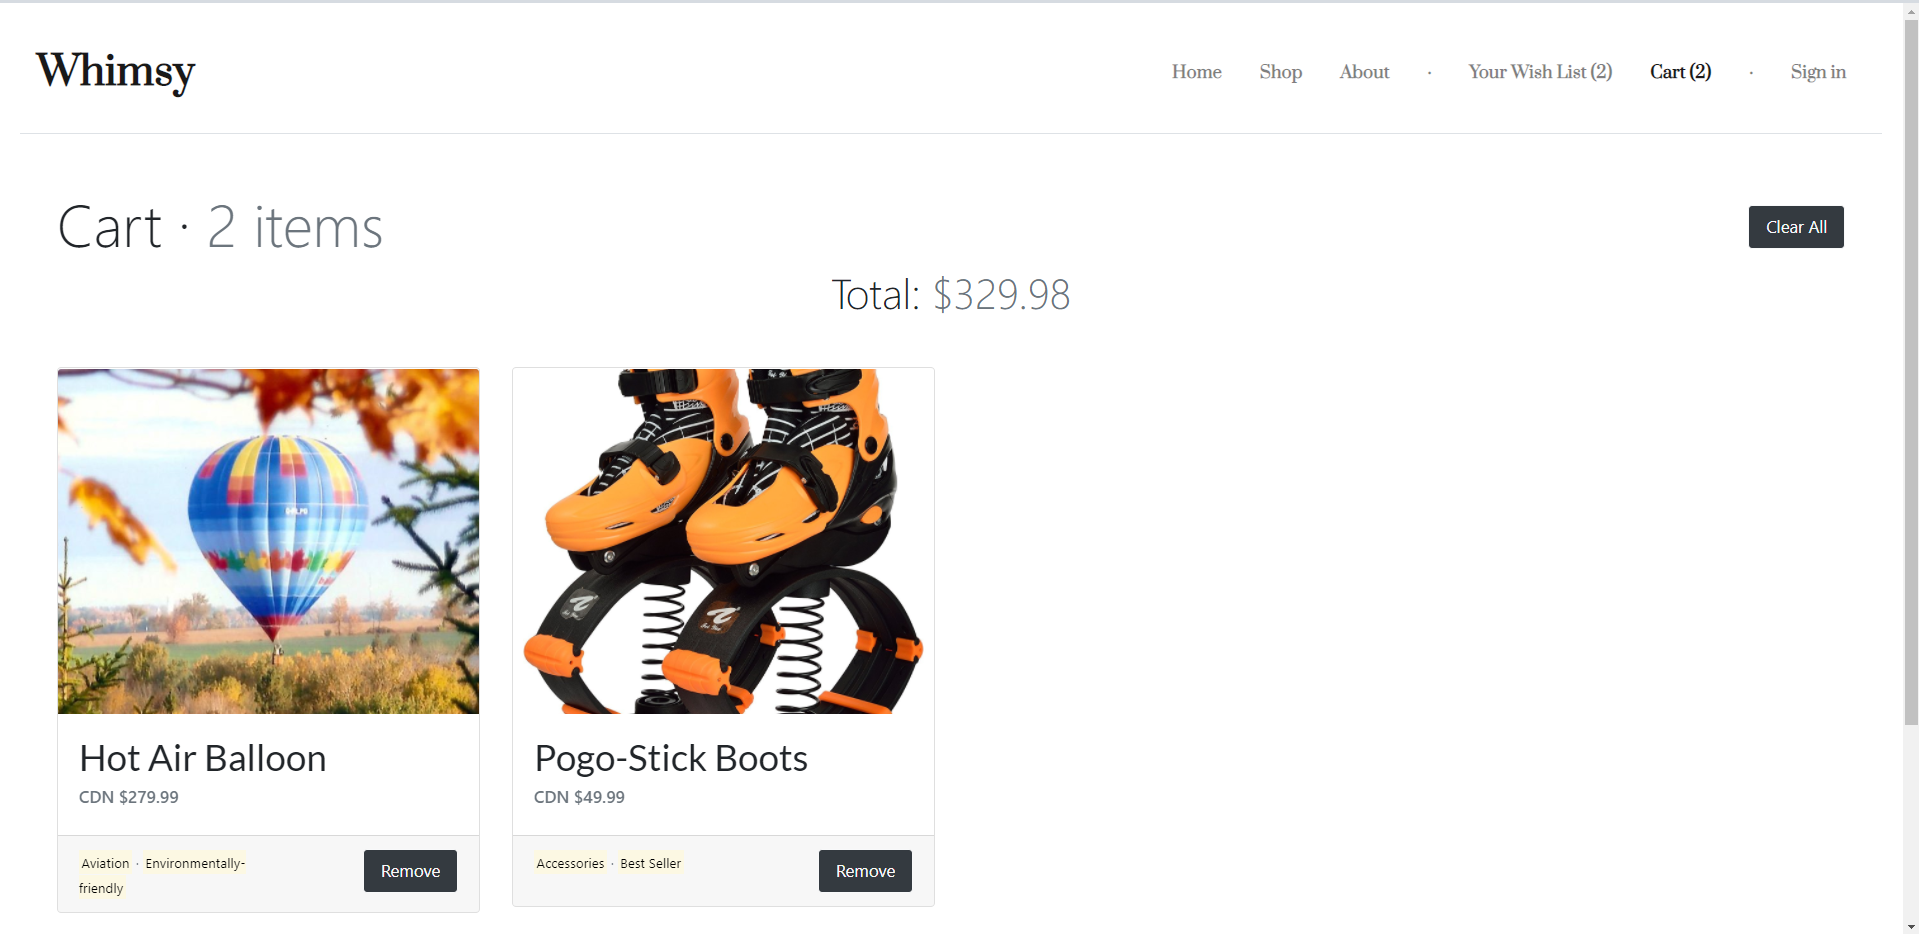 Whimsy
Home Shop About · Your Wish List (2) Cart (2) · Sign in
Cart · 2 items
Clear All
Total: $329.98
Hot Air Balloon
CDN $279.99
Aviation · Environmentally-
friendly
Remove
Pogo-Stick Boots
CDN $49.99
Accessories · Best Seller
Remove